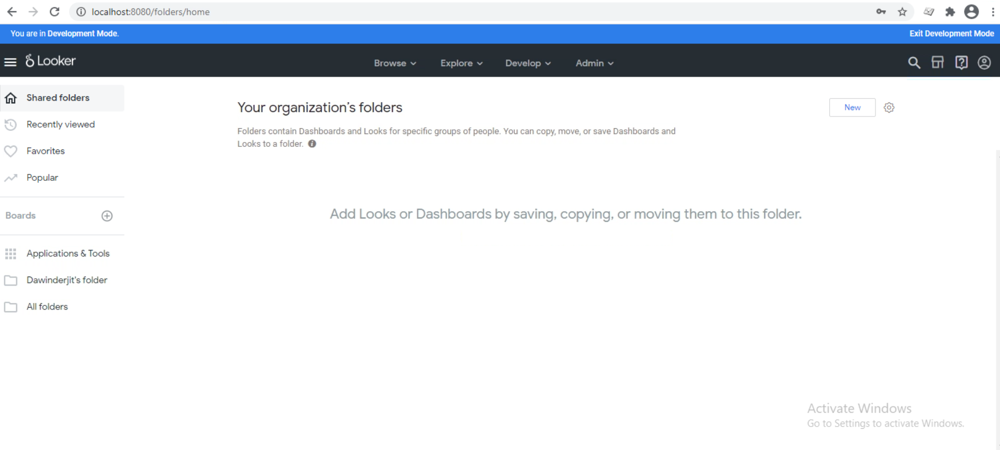 localhost:8080/folders/home
You are in Development Mode.
Exit Development Mode
Looker
Browse
Explore
Develop
Admin
Shared folders
Recently viewed
Favorites
Popular
Boards
Applications & Tools
Dawinderjit's folder
All folders
Your organization’s folders
New
Folders contain Dashboards and Looks for specific groups of people. You can copy, move, or save Dashboards and
Looks to a folder.
Add Looks or Dashboards by saving, copying, or moving them to this folder.
Activate Windows
Go to Settings to activate Windows.